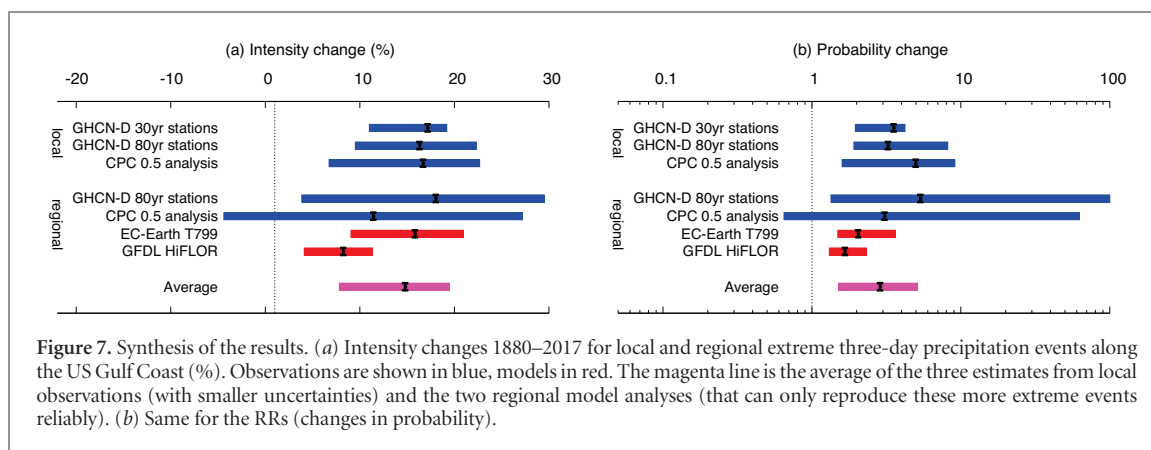 (a) Intensity change (%)
-20 -10 0 10 20 30
local
GHCN-D 30yr stations
GHCN-D 80yr stations
CPC 0.5 analysis
regional
GHCN-D 80yr stations
CPC 0.5 analysis
EC-Earth T799
GFDL HiFLOR
Average
(b) Probability change
0.1 1 10 100
local
GHCN-D 30yr stations
GHCN-D 80yr stations
CPC 0.5 analysis
regional
GHCN-D 80yr stations
CPC 0.5 analysis
EC-Earth T799
GFDL HiFLOR
Average
Figure 7. Synthesis of the results. (a) Intensity changes 1880–2017 for local and regional extreme three-day precipitation events along
the US Gulf Coast (%). Observations are shown in blue, models in red. The magenta line is the average of the three estimates from local
observations (with smaller uncertainties) and the two regional model analyses (that can only reproduce these more extreme events
reliably). (b) Same for the RRs (changes in probability).